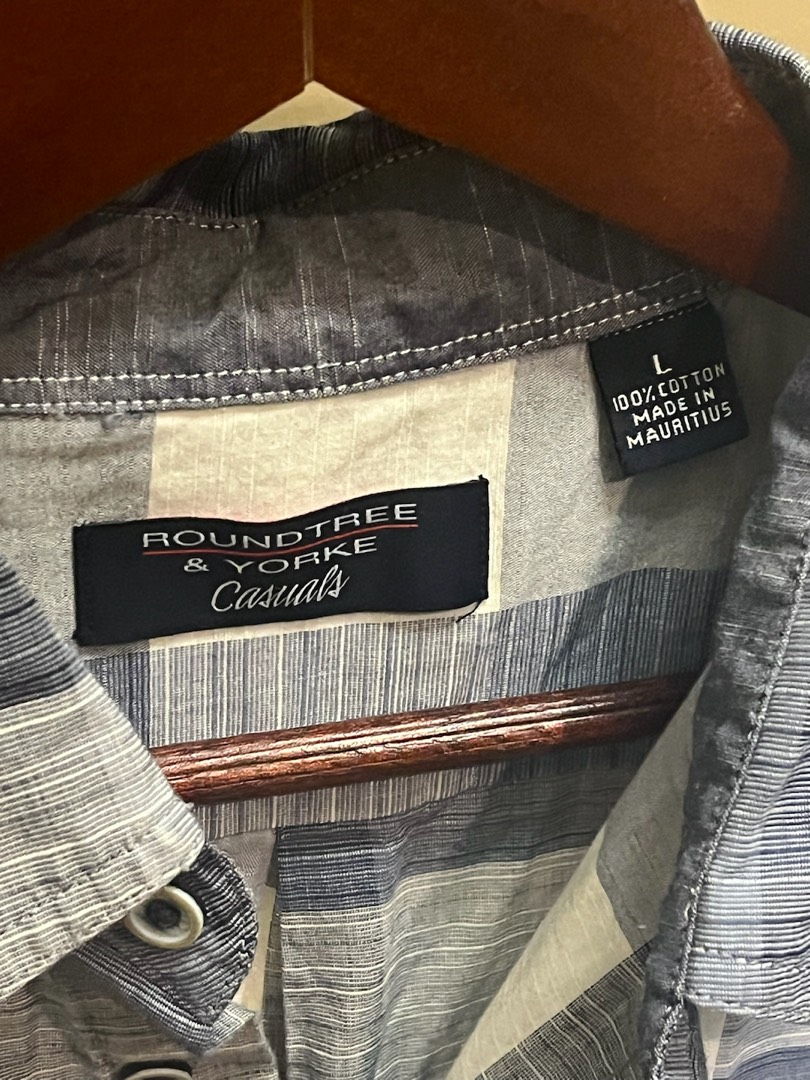 L
100% COTTON
MADE IN
MAURITIUS
ROUNDTREE
& YORKE
Casuals